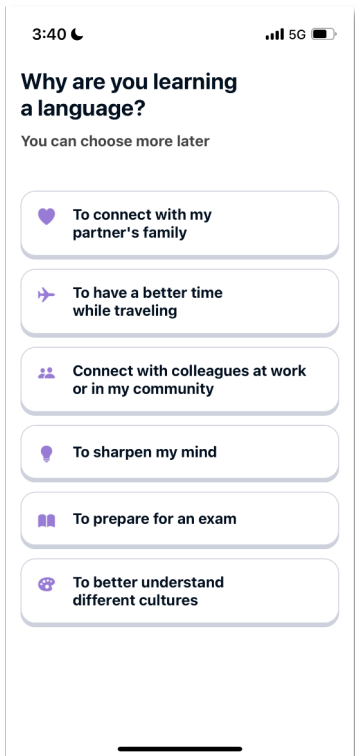 3:40
5G
Why are you learning
a language?
You can choose more later
To connect with my
partner's family
To have a better time
while traveling
Connect with colleagues at work
or in my community
To sharpen my mind
To prepare for an exam
To better understand
different cultures